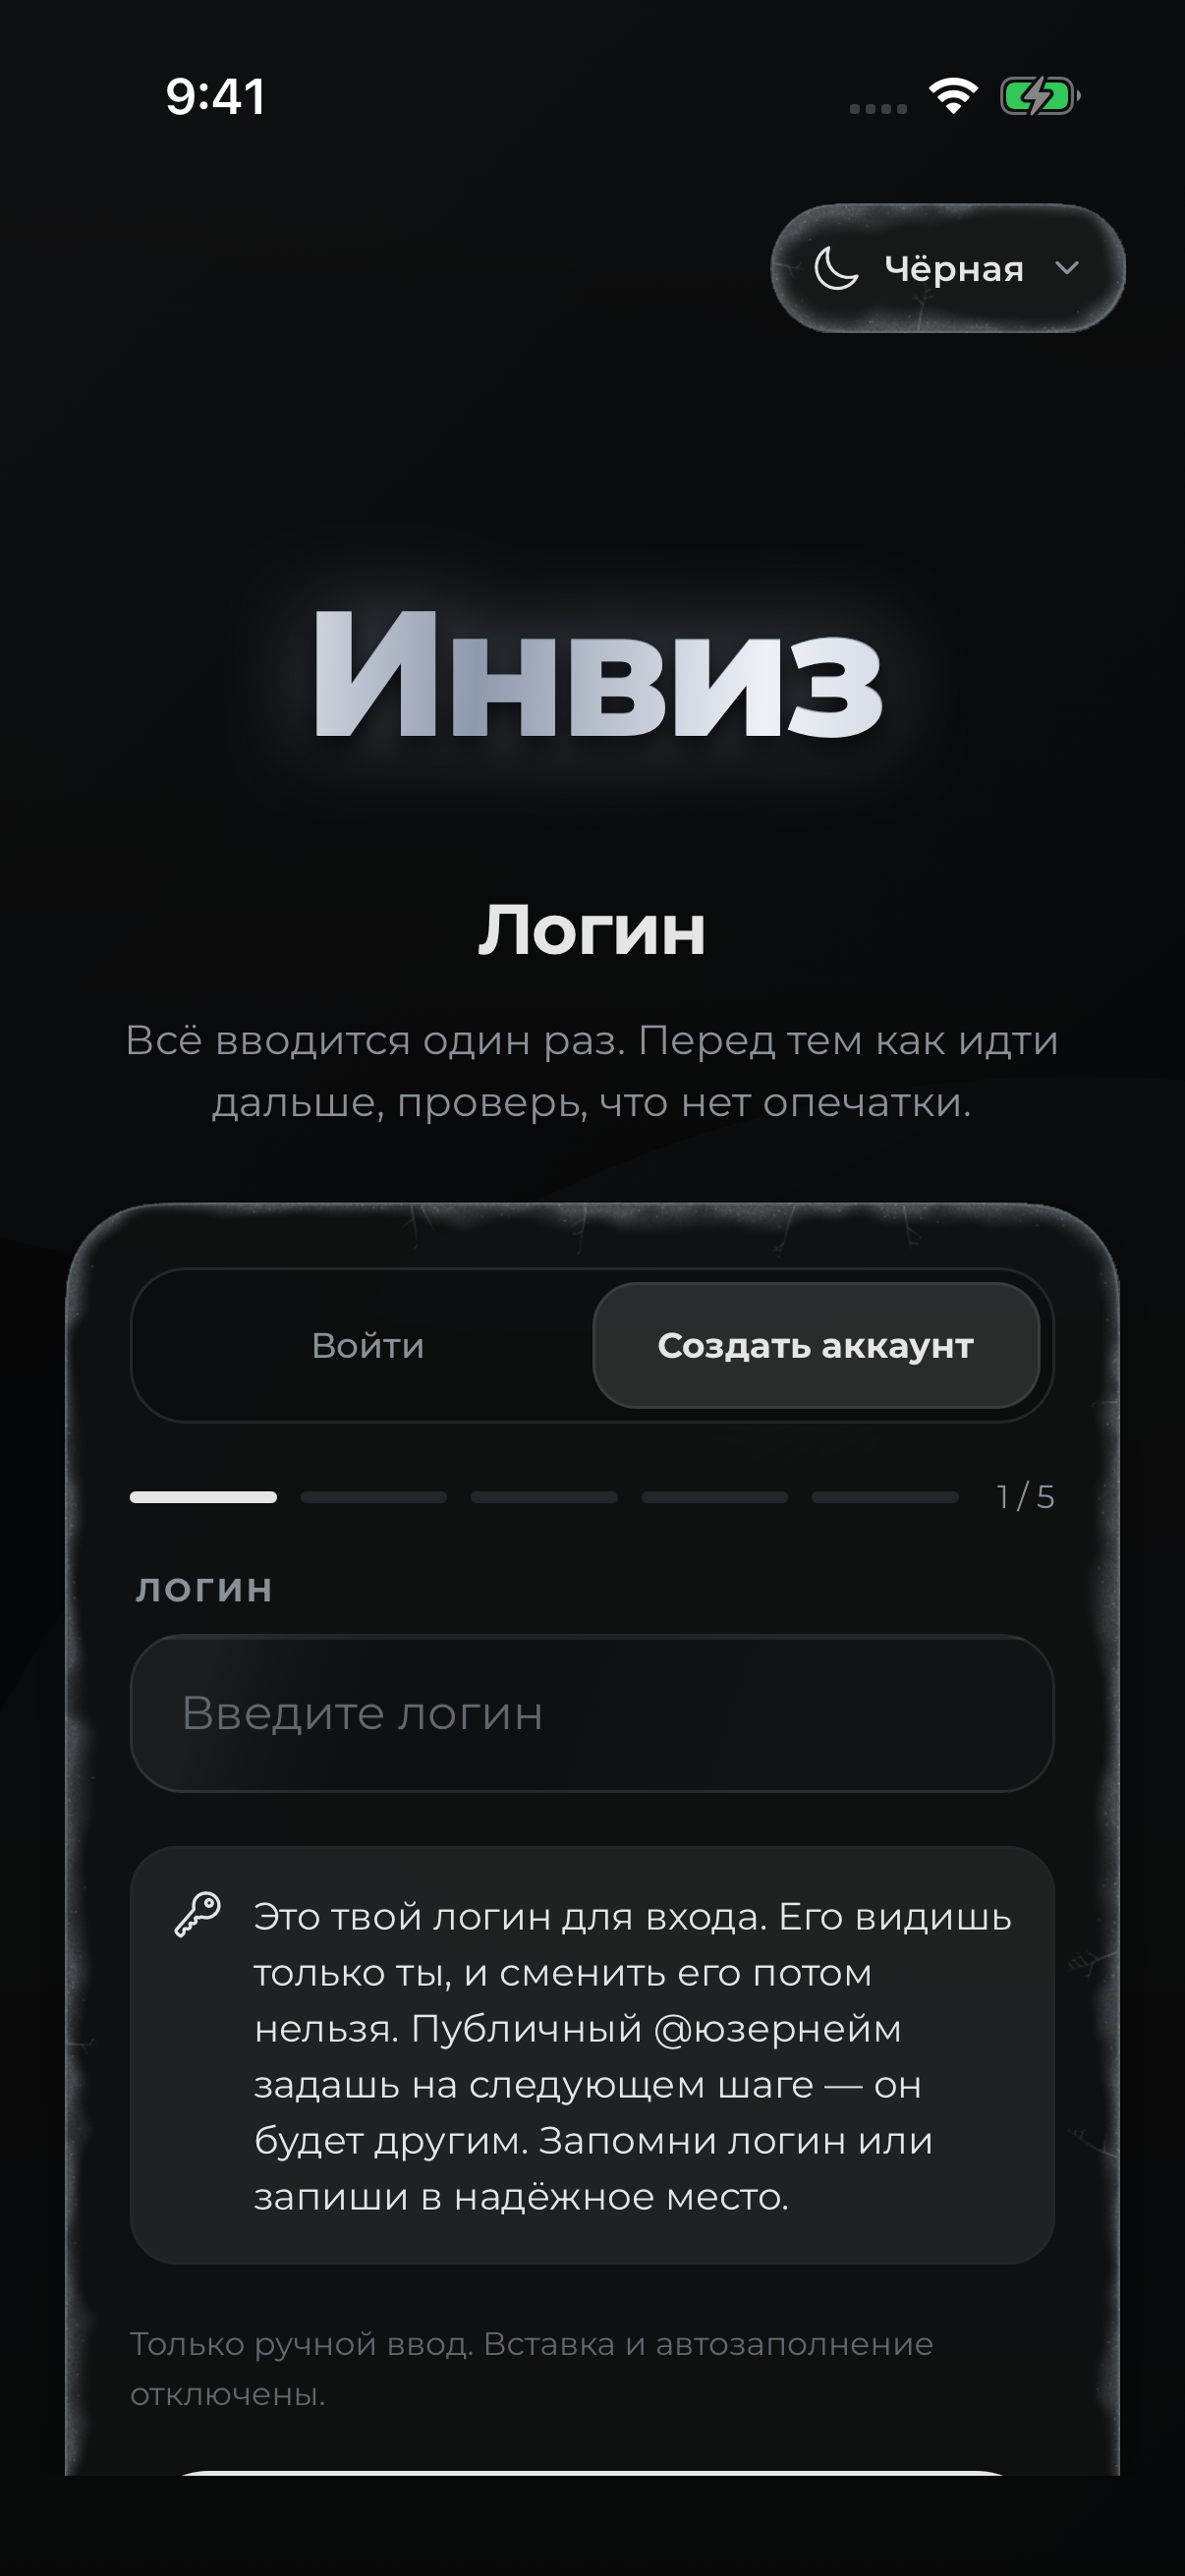 9:41
Чёрная
Инвиз
Логин
Всё вводится один раз. Перед тем как идти
дальше, проверь, что нет опечатки.
Войти
Создать аккаунт
1 / 5
ЛОГИН
Введите логин
Это твой логин для входа. Его видишь
только ты, и сменить его потом
нельзя. Публичный @юзернейм
задашь на следующем шаге — он
будет другим. Запомни логин или
запиши в надёжное место.
Только ручной ввод. Вставка и автозаполнение
отключены.